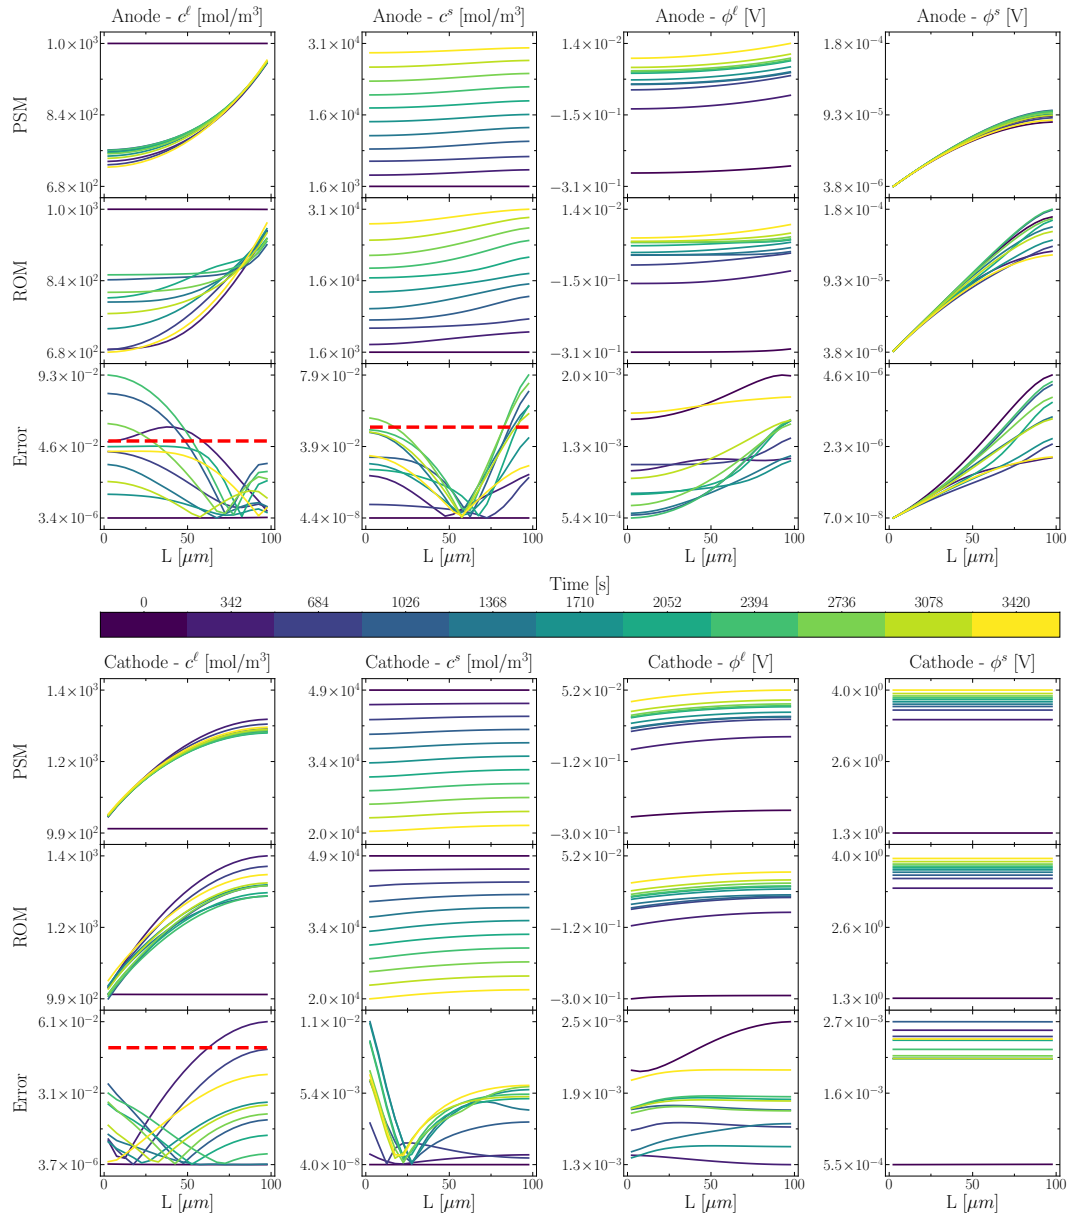 Anode - c^ℓ [mol/m³] Anode - c^s [mol/m³] Anode - ϕ^ℓ [V] Anode - ϕ^s [V]
PSM
1.0×10³ 3.1×10⁴ 1.4×10⁻² 1.8×10⁻⁴
8.4×10² 1.6×10⁴ −1.5×10⁻¹ 9.3×10⁻⁵
6.8×10² 1.6×10³ −3.1×10⁻¹ 3.8×10⁻⁶
ROM
1.0×10³ 3.1×10⁴ 1.4×10⁻² 1.8×10⁻⁴
8.4×10² 1.6×10⁴ −1.5×10⁻¹ 9.3×10⁻⁵
6.8×10² 1.6×10³ −3.1×10⁻¹ 3.8×10⁻⁶
Error
9.3×10⁻² 7.9×10⁻² 2.0×10⁻³ 4.6×10⁻⁶
4.6×10⁻² 3.9×10⁻² 1.3×10⁻³ 2.3×10⁻⁶
3.4×10⁻⁶ 4.4×10⁻⁸ 5.4×10⁻⁴ 7.0×10⁻⁸
0 25 50 75 100 0 25 50 75 100 0 25 50 75 100 0 25 50 75 100
L [μm] L [μm] L [μm] L [μm]
Time [s]
0 342 684 1026 1368 1710 2052 2394 2736 3078 3420
Cathode - c^ℓ [mol/m³] Cathode - c^s [mol/m³] Cathode - ϕ^ℓ [V] Cathode - ϕ^s [V]
PSM
1.4×10³ 4.9×10⁴ 5.2×10⁻² 4.0×10⁰
1.2×10³ 3.4×10⁴ −1.2×10⁻¹ 2.6×10⁰
9.9×10² 2.0×10⁴ −3.0×10⁻¹ 1.3×10⁰
ROM
1.4×10³ 4.9×10⁴ 5.2×10⁻² 4.0×10⁰
1.2×10³ 3.4×10⁴ −1.2×10⁻¹ 2.6×10⁰
9.9×10² 2.0×10⁴ −3.0×10⁻¹ 1.3×10⁰
Error
6.1×10⁻² 1.1×10⁻² 2.5×10⁻³ 2.7×10⁻³
3.1×10⁻² 5.4×10⁻³ 1.9×10⁻³ 1.6×10⁻³
3.7×10⁻⁶ 4.0×10⁻⁸ 1.3×10⁻³ 5.5×10⁻⁴
0 25 50 75 100 0 25 50 75 100 0 25 50 75 100 0 25 50 75 100
L [μm] L [μm] L [μm] L [μm]